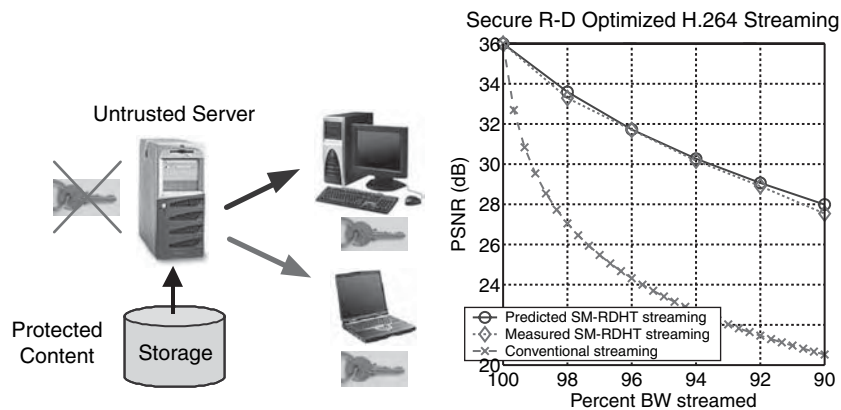 Untrusted Server
Protected
Content
Storage
Secure R-D Optimized H.264 Streaming
PSNR (dB)
36
34
32
30
28
26
24
22
20
Predicted SM-RDHT streaming
Measured SM-RDHT streaming
Conventional streaming
100 98 96 94 92 90
Percent BW streamed